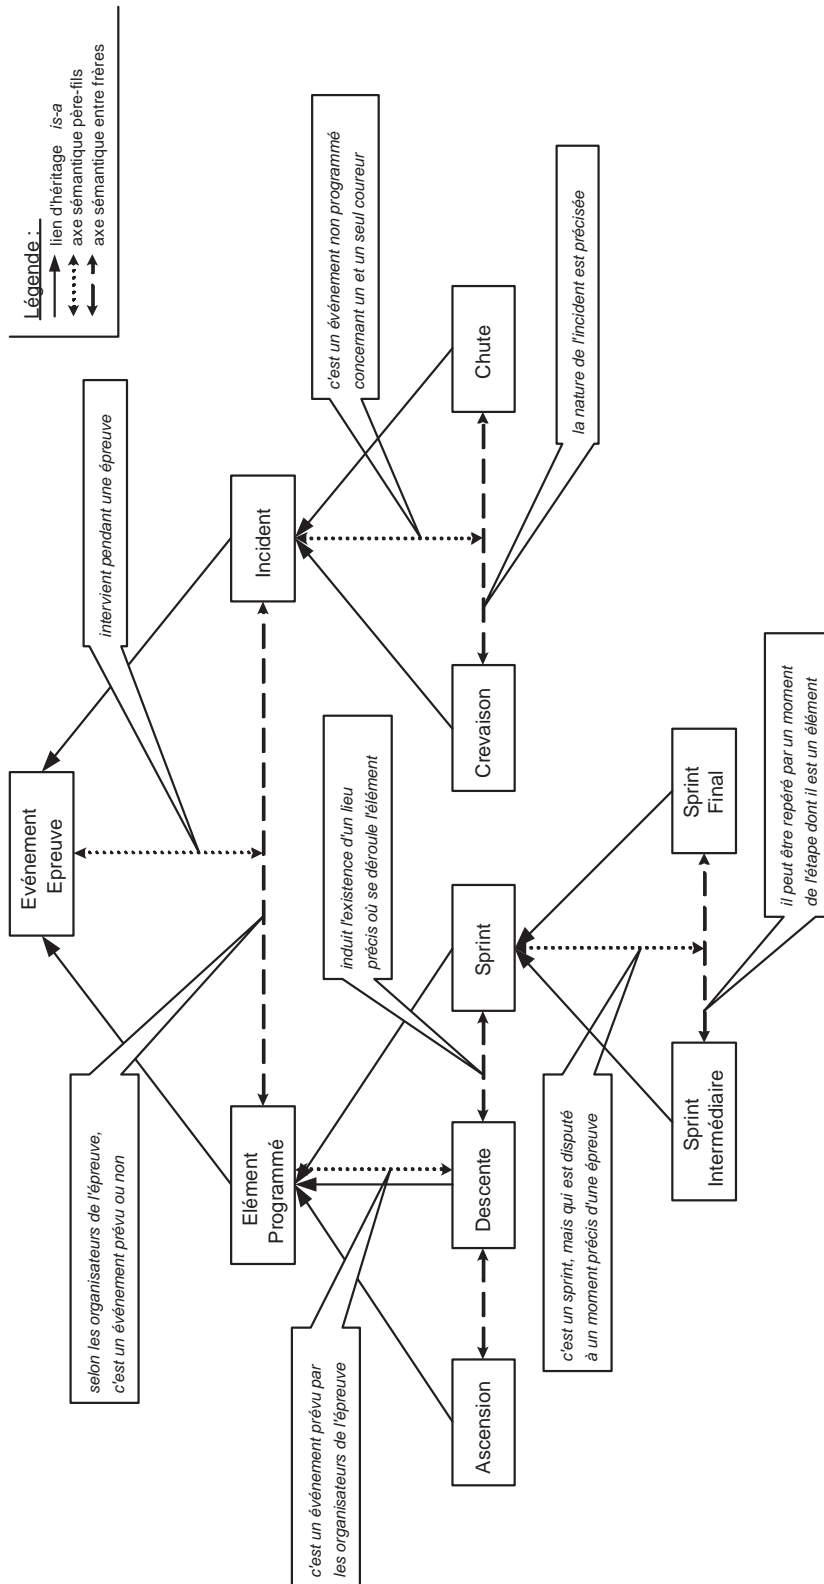 Légende :
lien d'héritage is-a
axe sémantique père-fils
axe sémantique entre frères
Evénement
Epreuve
intervient pendant une épreuve
selon les organisateurs de l'épreuve,
c'est un événement prévu ou non
Elément
Programmé
Incident
c'est un événement prévu par
les organisateurs de l'épreuve
induit l'existence d'un lieu
précis où se déroule l'élément
c'est un événement non programmé
concernant un et un seul coureur
Ascension
Descente
Sprint
Crevaison
Chute
la nature de l'incident est précisée
c'est un sprint, mais qui est disputé
à un moment précis d'une épreuve
Sprint
Intermédiaire
Sprint
Final
il peut être repéré par un moment
de l'étape dont il est un élément